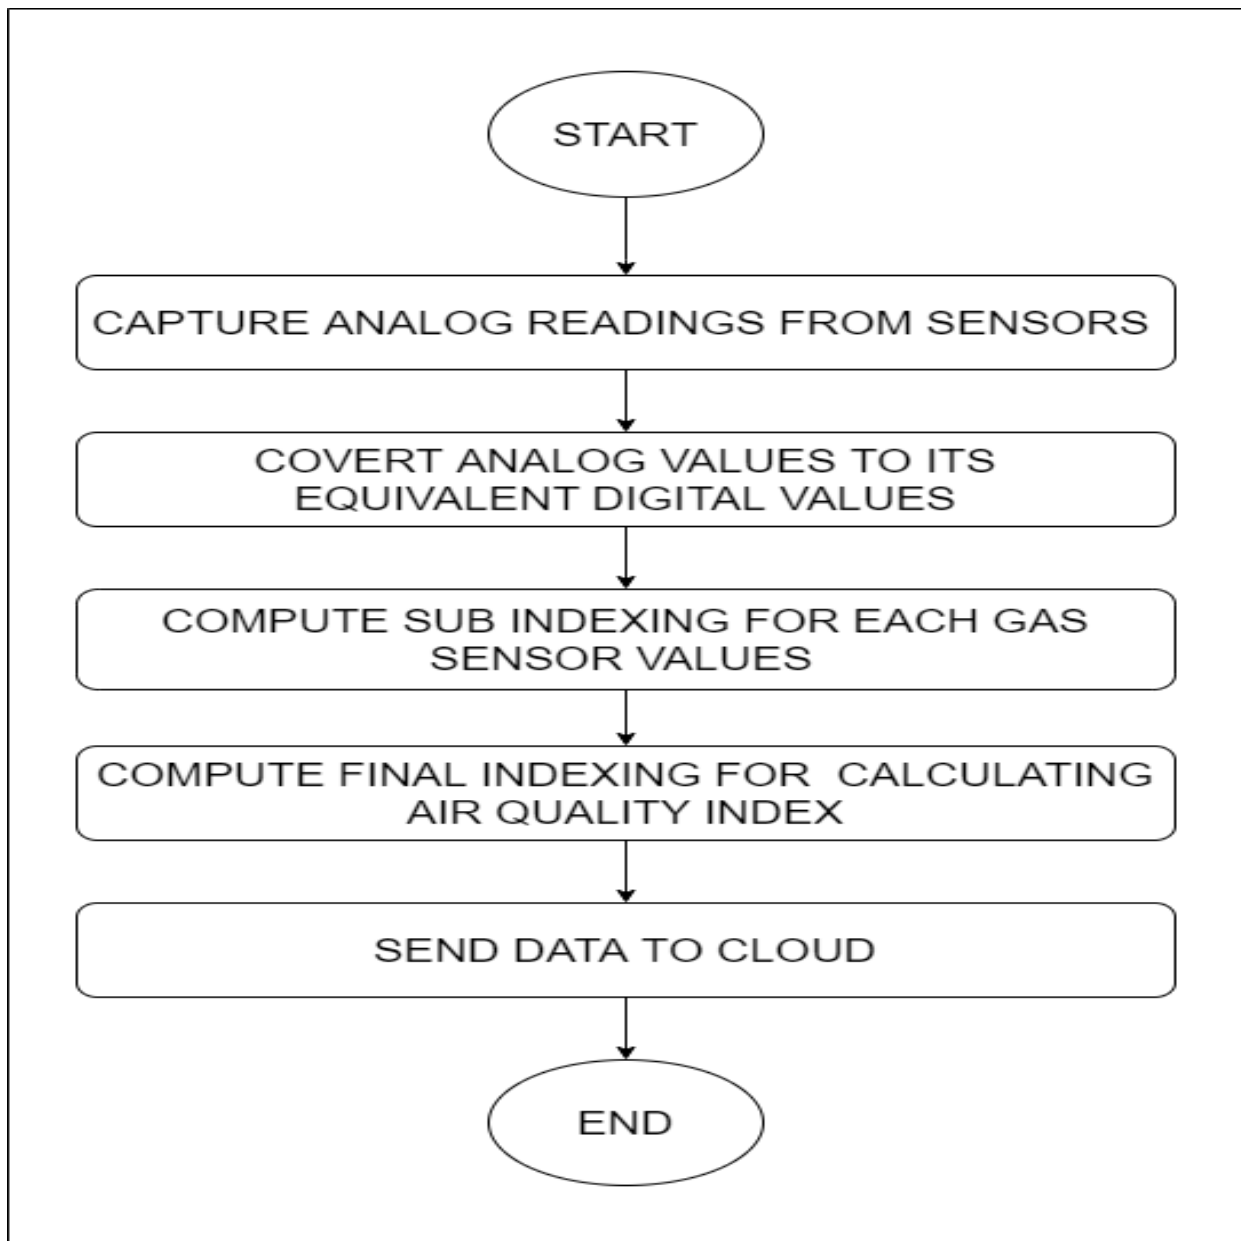 START
CAPTURE ANALOG READINGS FROM SENSORS
COVERT ANALOG VALUES TO ITS
EQUIVALENT DIGITAL VALUES
COMPUTE SUB INDEXING FOR EACH GAS
SENSOR VALUES
COMPUTE FINAL INDEXING FOR CALCULATING
AIR QUALITY INDEX
SEND DATA TO CLOUD
END